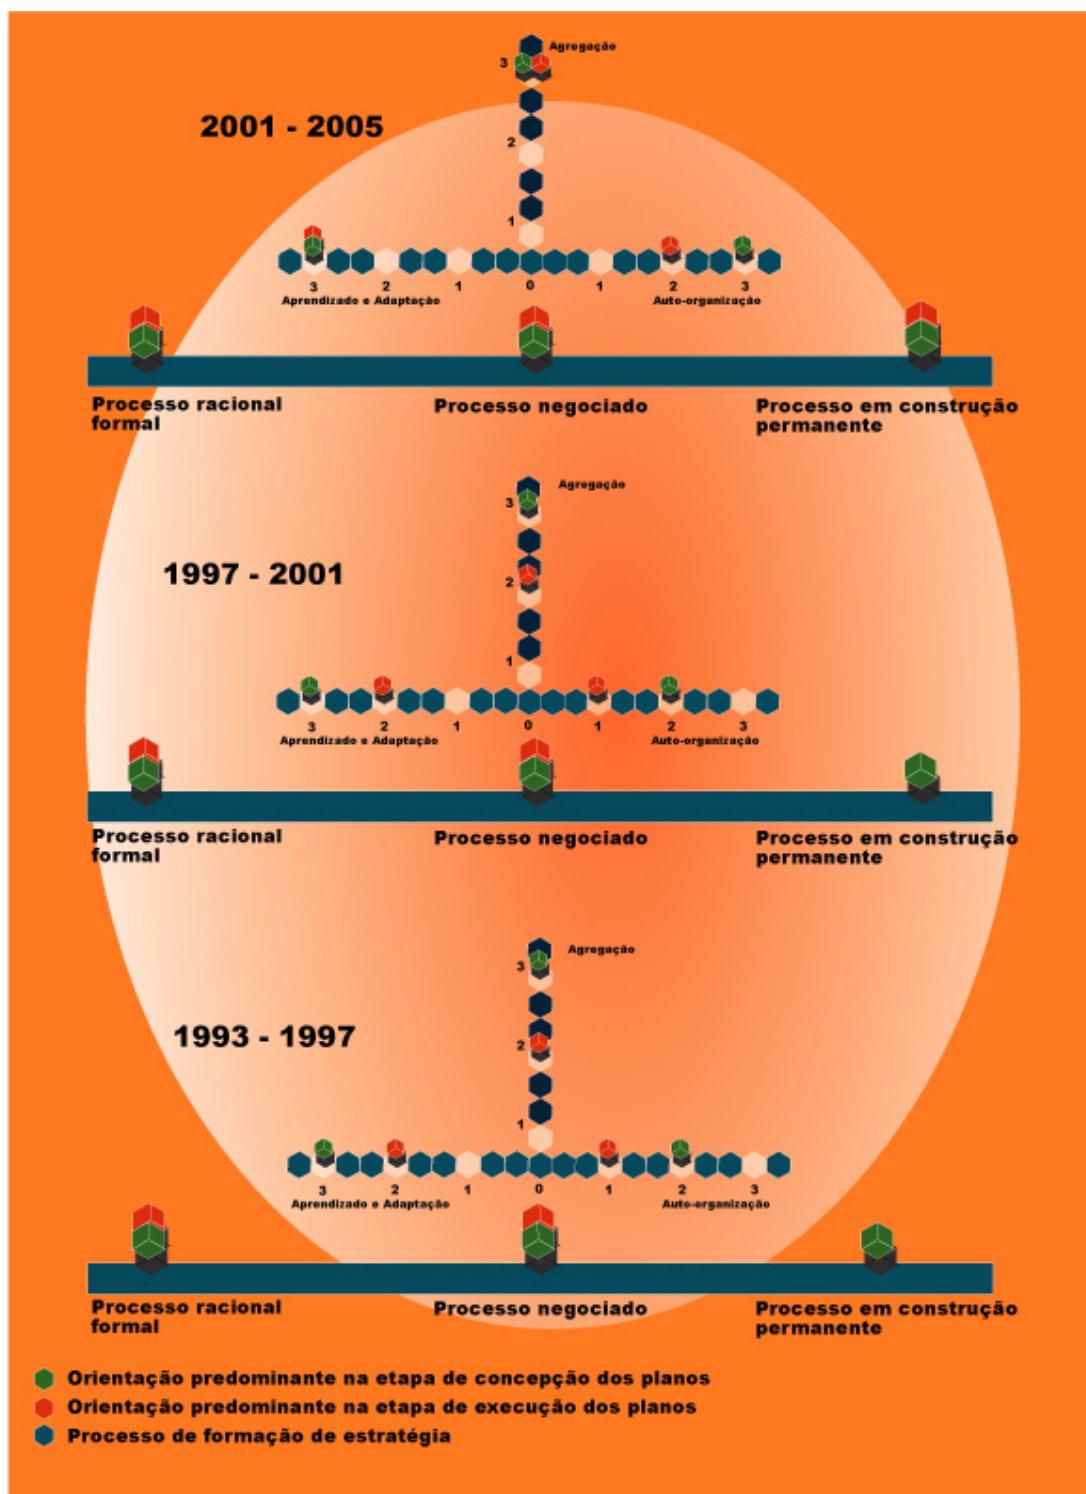 Agregação
3
2001 - 2005
2
1
3 2 1 0 1 2 3
Aprendizado e Adaptação Auto-organização
Processo racional formal
Processo negociado
Processo em construção permanente
Agregação
3
1997 - 2001
2
1
3 2 1 0 1 2 3
Aprendizado e Adaptação Auto-organização
Processo racional formal
Processo negociado
Processo em construção permanente
Agregação
3
1993 - 1997
2
1
3 2 1 0 1 2 3
Aprendizado e Adaptação Auto-organização
Processo racional formal
Processo negociado
Processo em construção permanente
Orientação predominante na etapa de concepção dos planos
Orientação predominante na etapa de execução dos planos
Processo de formação de estratégia